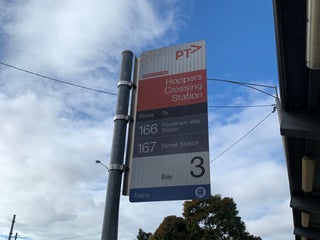 PT>
Hoppers
Crossing
Station
Route To
166 Wyndham Vale
Station
167 Tarneit Station
Bay 3
Trains